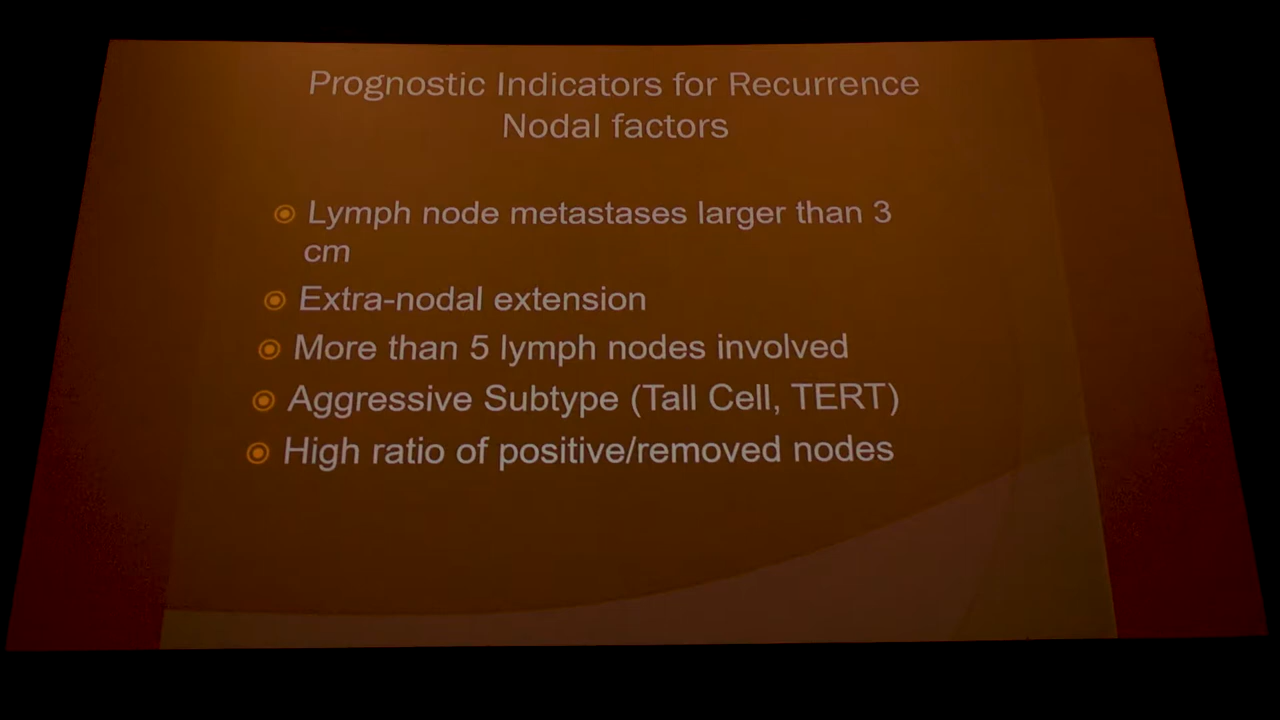 Prognostic Indicators for Recurrence
Nodal factors
Lymph node metastases larger than 3
cm
Extra-nodal extension
More than 5 lymph nodes involved
Aggressive Subtype (Tall Cell, TERT)
High ratio of positive/removed nodes